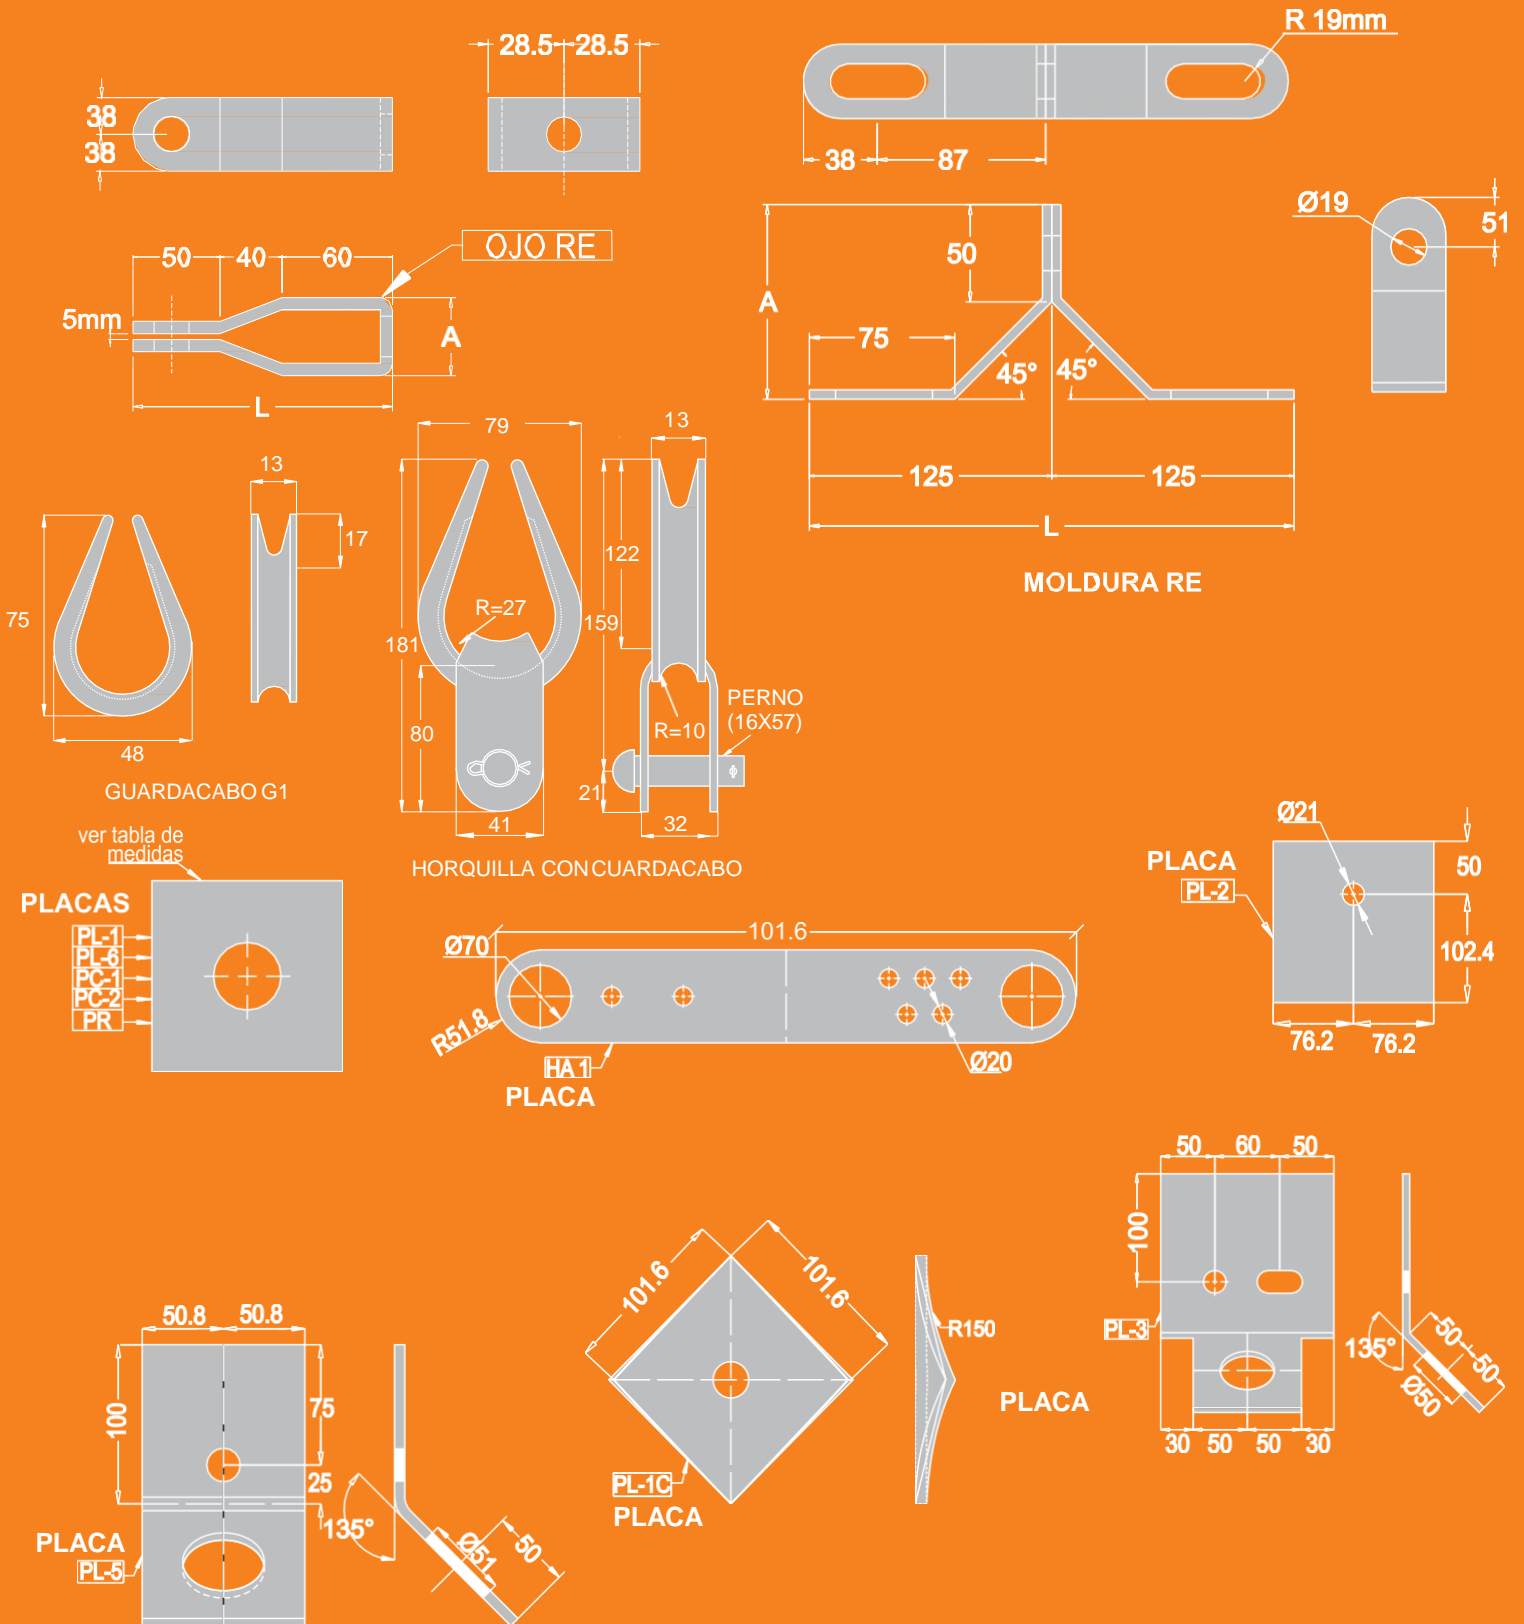 28.5 28.5
R 19mm
38
38
38 87
Ø19
51
OJO RE
50 40 60
5mm
A
L
50
A
75
45° 45°
125 125
L
MOLDURA RE
13
17
75
48
GUARDACABO G1
79
13
122
R=27
159
181
PERNO
(16X57)
R=10
80
21
41
32
HORQUILLA CON CUARDACABO
ver tabla de
medidas
PLACAS
PL-1
PL-6
PC-1
PC-2
PR
101.6
Ø70
R51.8
Ø20
HA 1
PLACA
Ø21
50
PLACA
PL-2
102.4
76.2 76.2
50 60 50
100
PL-3
135°
50
50
Ø50
30 50 50 30
101.6
101.6
R150
PLACA
PL-1C
PLACA
50.8 50.8
100
75
25
135°
Ø51
50
PLACA
PL-5